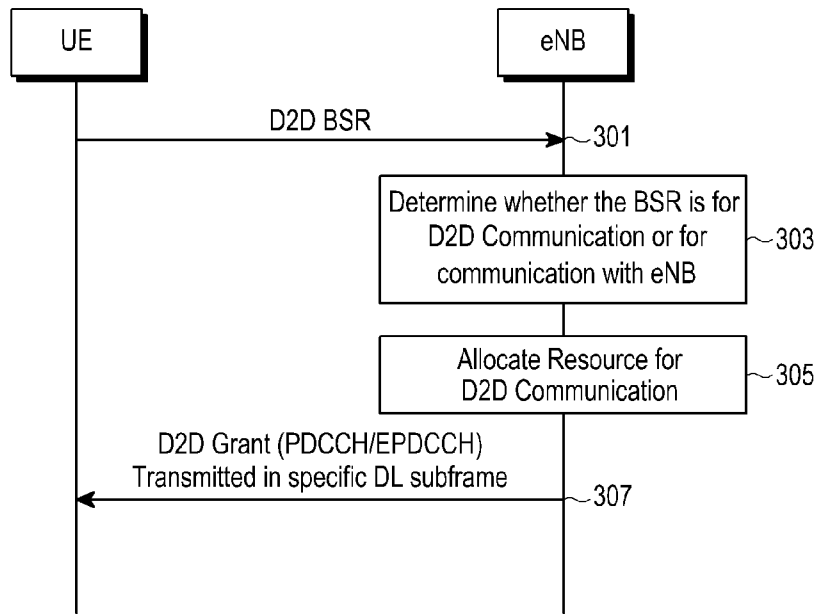 UE
eNB
D2D BSR
301
Determine whether the BSR is for
D2D Communication or for
communication with eNB
303
Allocate Resource for
D2D Communication
305
D2D Grant (PDCCH/EPDCCH)
Transmitted in specific DL subframe
307